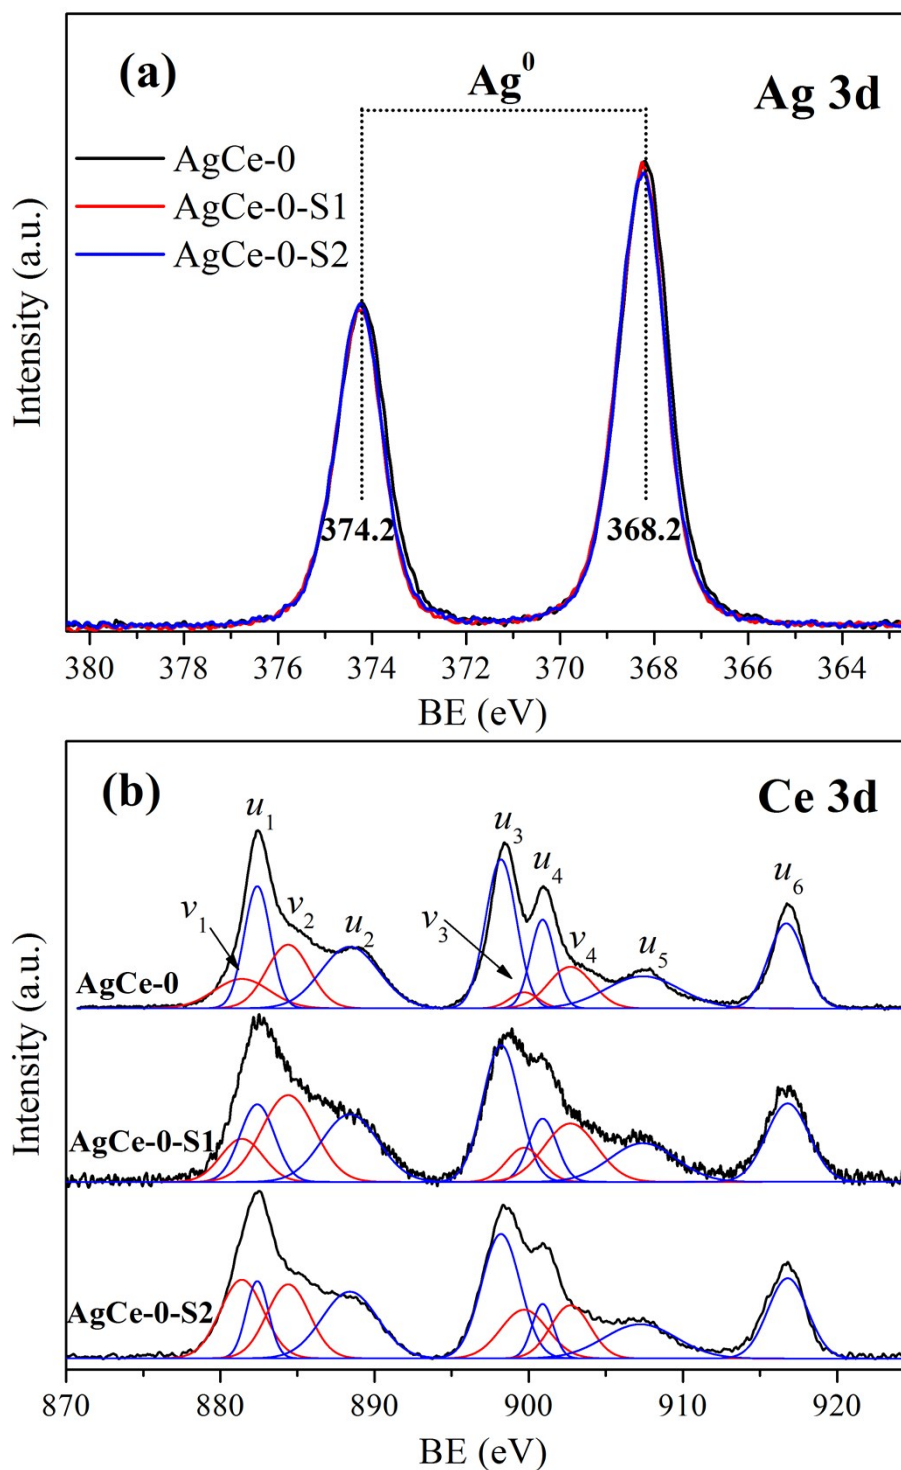 (a)
Ag⁰
Ag 3d
AgCe-0
AgCe-0-S1
AgCe-0-S2
Intensity (a.u.)
374.2
368.2
380 378 376 374 372 370 368 366 364
BE (eV)
(b)
Ce 3d
u₁
u₃
u₄
u₆
v₁
v₂
u₂
v₃
v₄
u₅
AgCe-0
AgCe-0-S1
AgCe-0-S2
Intensity (a.u.)
870 880 890 900 910 920
BE (eV)